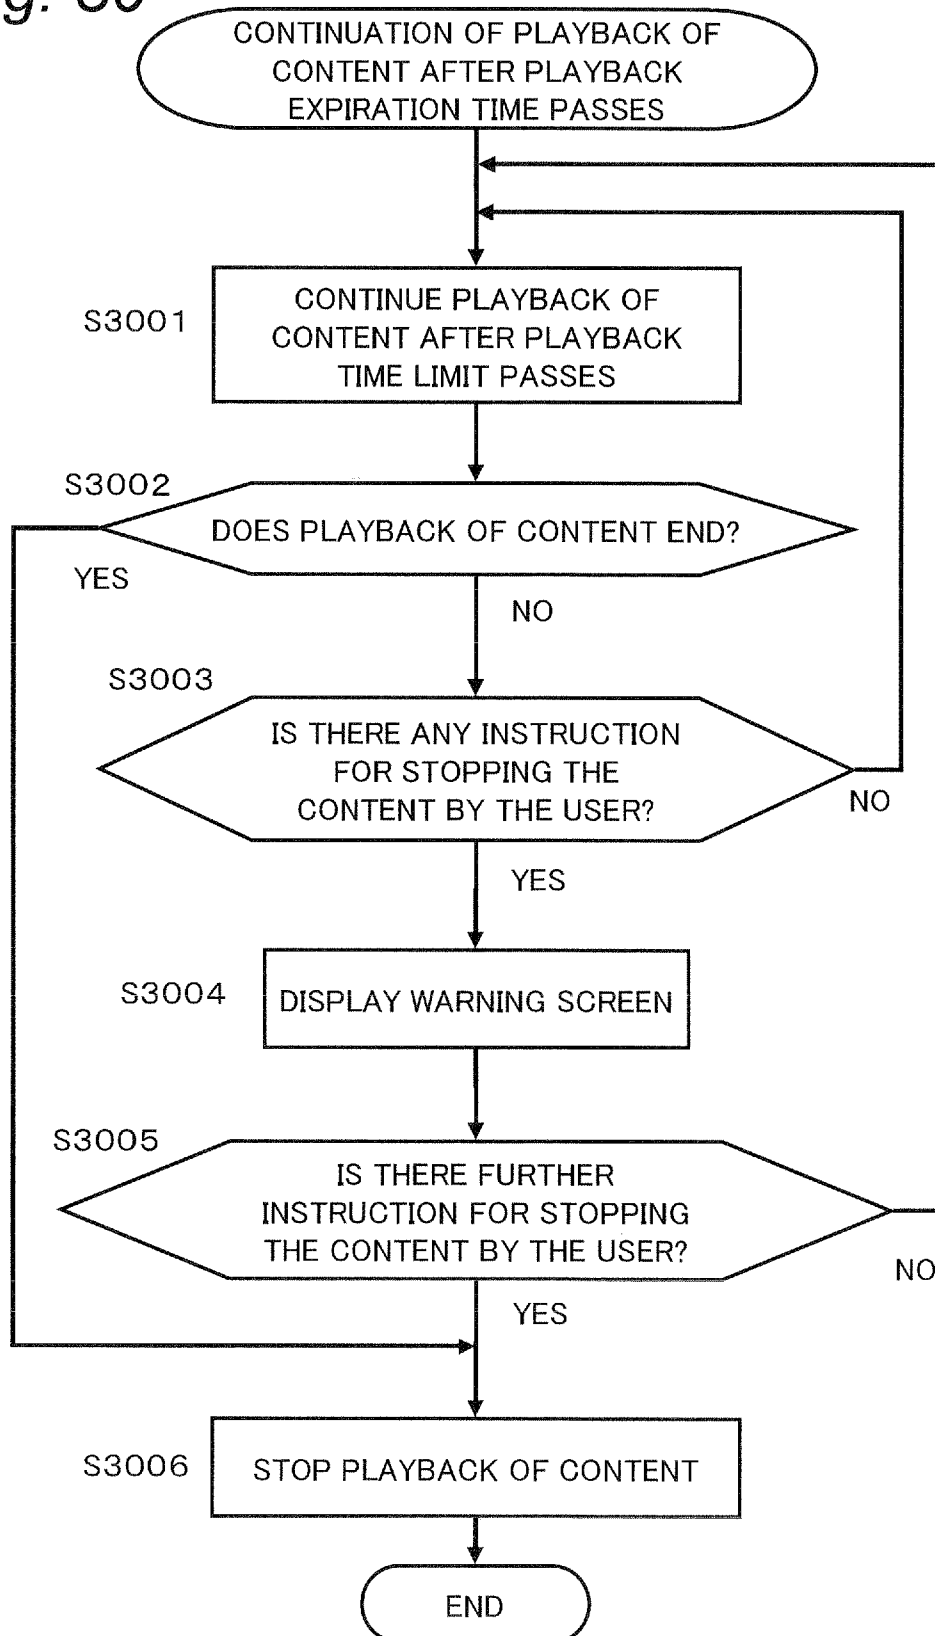 CONTINUATION OF PLAYBACK OF
CONTENT AFTER PLAYBACK
EXPIRATION TIME PASSES
S3001
CONTINUE PLAYBACK OF
CONTENT AFTER PLAYBACK
TIME LIMIT PASSES
S3002
DOES PLAYBACK OF CONTENT END?
YES
NO
S3003
IS THERE ANY INSTRUCTION
FOR STOPPING THE
CONTENT BY THE USER?
NO
YES
S3004
DISPLAY WARNING SCREEN
S3005
IS THERE FURTHER
INSTRUCTION FOR STOPPING
THE CONTENT BY THE USER?
NO
YES
S3006
STOP PLAYBACK OF CONTENT
END